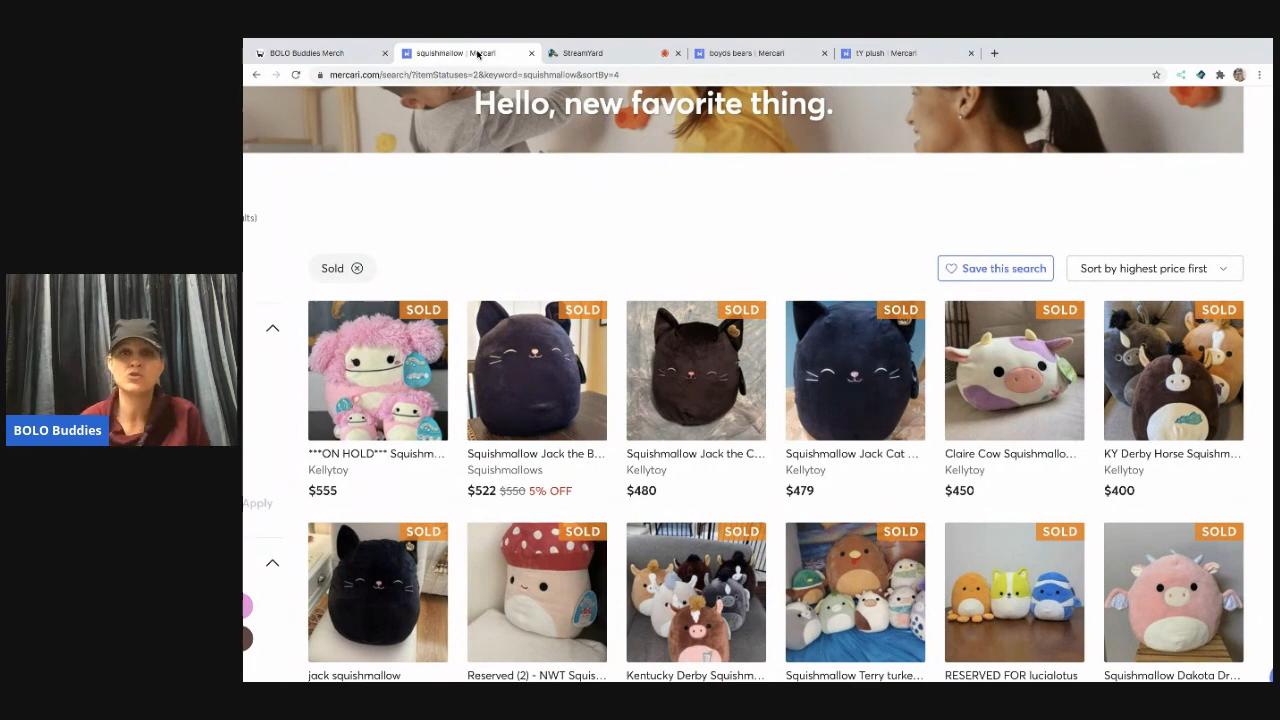 BOLO Buddies Merch
squishmallow | Mercari
StreamYard
boyds bears | Mercari
tY plush | Mercari
mercari.com/search/?itemStatuses=2&keyword=squishmallow&sortBy=4
Hello, new favorite thing.
lts)
Sold
Save this search
Sort by highest price first
SOLD SOLD SOLD SOLD SOLD SOLD
***ON HOLD*** Squishm...
Squishmallow Jack the B...
Squishmallow Jack the C...
Squishmallow Jack Cat ...
Claire Cow Squishmallo...
KY Derby Horse Squishm...
Kellytoy
Squishmallows
Kellytoy
Kellytoy
Kellytoy
Kellytoy
$555
$522 $550 5% OFF
$480
$479
$450
$400
Apply
BOLO Buddies
SOLD SOLD SOLD SOLD SOLD SOLD
jack squishmallow
Reserved (2) - NWT Squis...
Kentucky Derby Squishm...
Squishmallow Terry turke...
RESERVED FOR lucialotus
Squishmallow Dakota Dr...